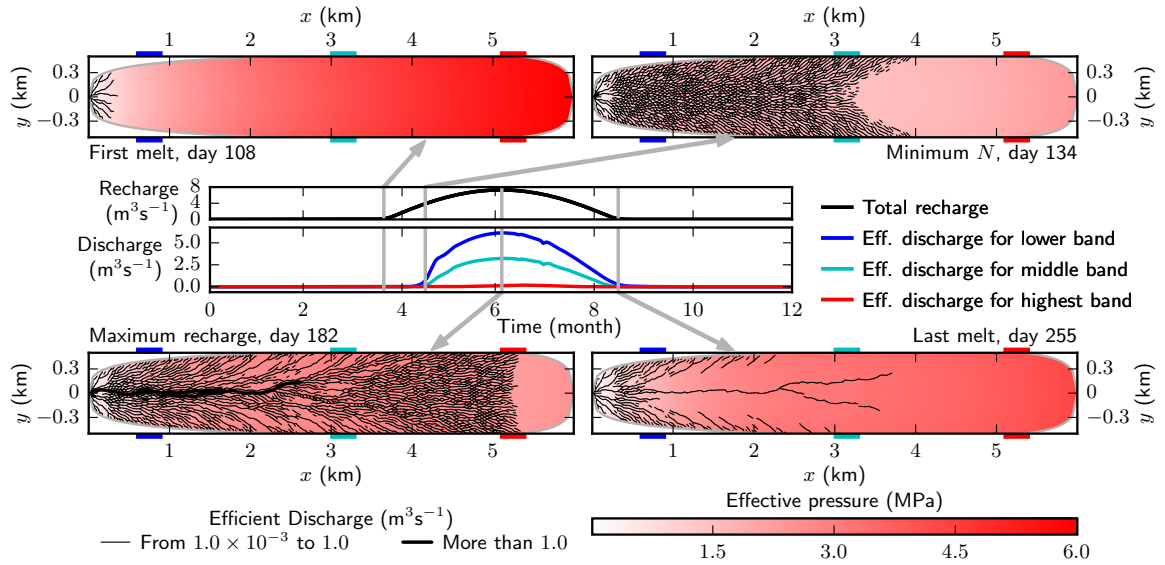 x (km)
x (km)
1 2 3 4 5
1 2 3 4 5
y (km)
0.3
0
−0.3
0.3
0
−0.3
y (km)
First melt, day 108
Minimum N, day 134
Recharge
(m³s⁻¹)
8
4
0
Discharge
(m³s⁻¹)
5.0
2.5
0.0
0 2 4 6 8 10 12
Time (month)
Total recharge
Eff. discharge for lower band
Eff. discharge for middle band
Eff. discharge for highest band
Maximum recharge, day 182
Last melt, day 255
y (km)
0.3
0
−0.3
0.3
0
−0.3
y (km)
1 2 3 4 5
1 2 3 4 5
x (km)
x (km)
Efficient Discharge (m³s⁻¹)
From 1.0 × 10⁻³ to 1.0
More than 1.0
Effective pressure (MPa)
1.5 3.0 4.5 6.0